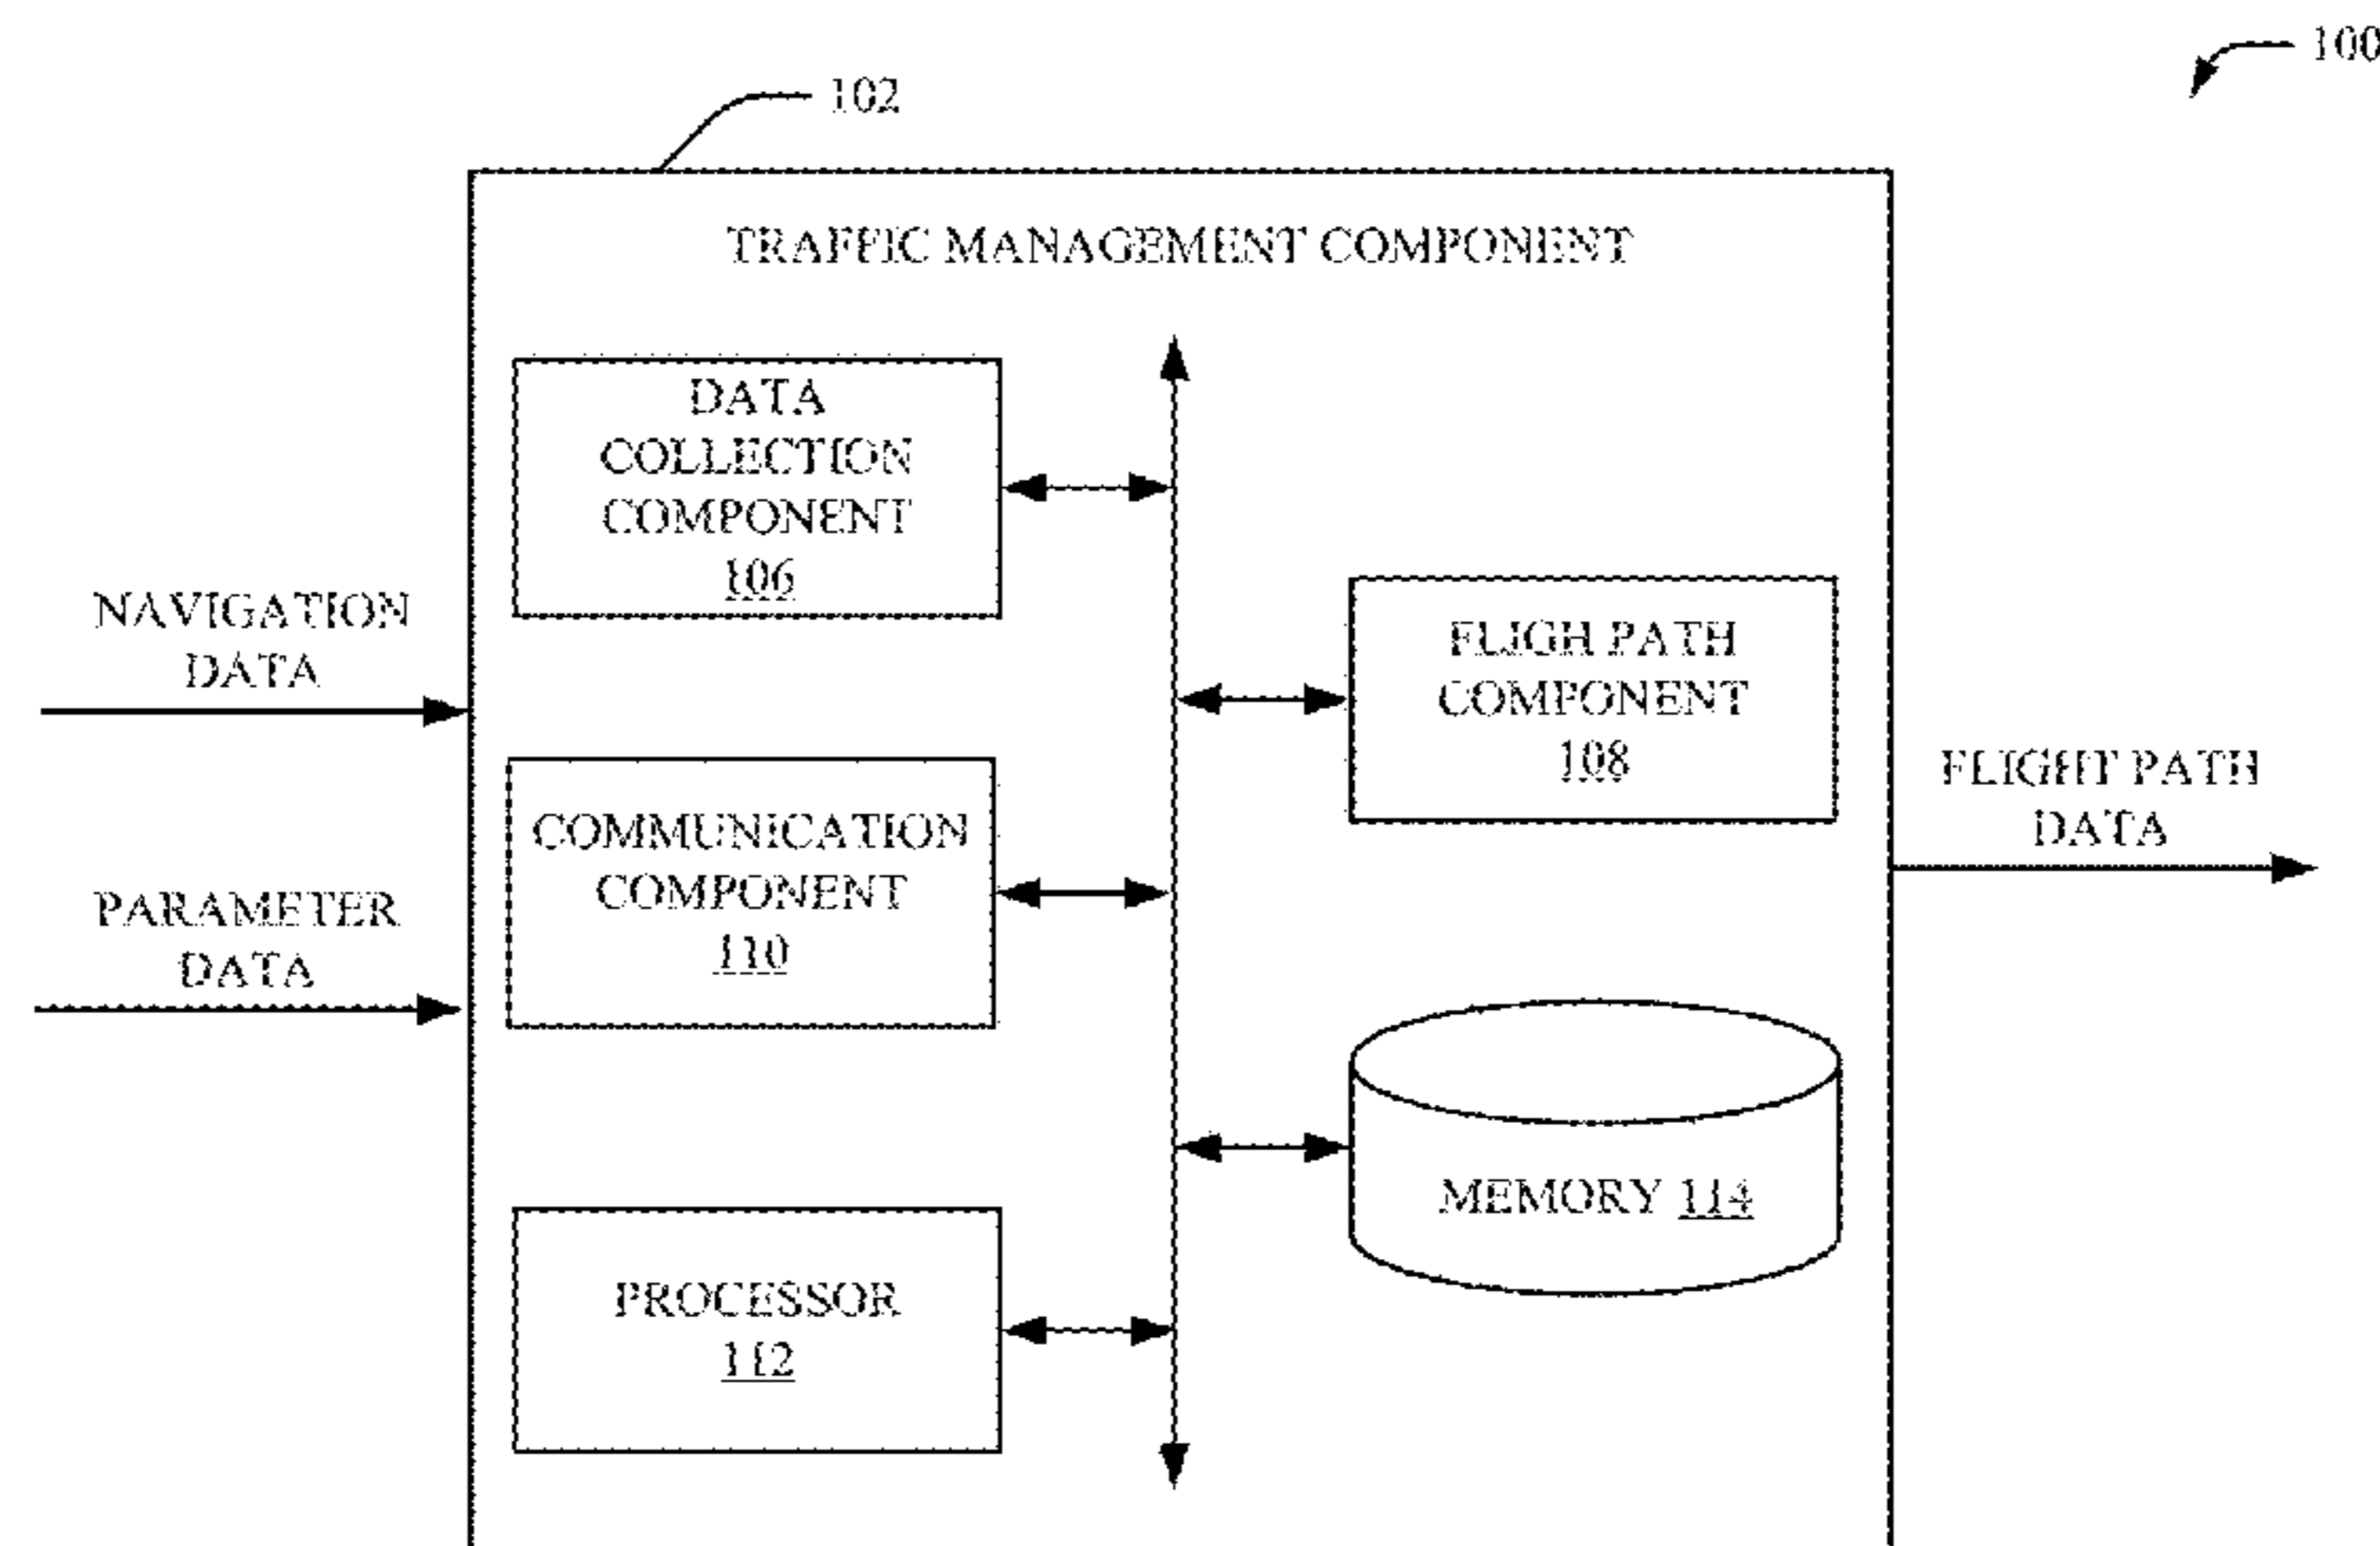 100
102
TRAFFIC MANAGEMENT COMPONENT
DATA
COLLECTION
COMPONENT
106
NAVIGATION
DATA
FLIGH PATH
COMPONENT
108
COMMUNICATION
COMPONENT
110
FLIGHT PATH
DATA
PARAMETER
DATA
MEMORY 114
PROCESSOR
112